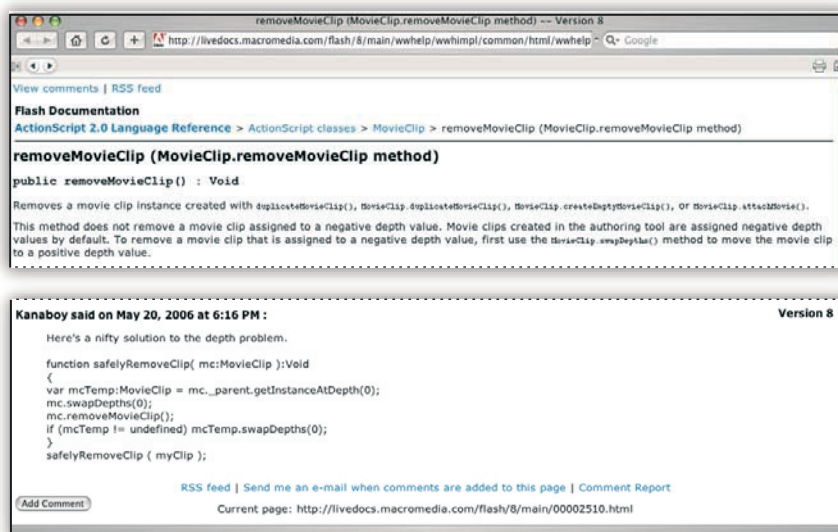 removeMovieClip (MovieClip.removeMovieClip method) -- Version 8
http://livedocs.macromedia.com/flash/8/main/wwhelp/wwhimpl/common/html/wwhelp
Google
View comments | RSS feed
Flash Documentation
ActionScript 2.0 Language Reference > ActionScript classes > MovieClip > removeMovieClip (MovieClip.removeMovieClip method)
removeMovieClip (MovieClip.removeMovieClip method)
public removeMovieClip() : Void
Removes a movie clip instance created with duplicateMovieClip(), MovieClip.duplicateMovieClip(), MovieClip.createEmptyMovieClip(), or MovieClip.attachMovie().
This method does not remove a movie clip assigned to a negative depth value. Movie clips created in the authoring tool are assigned negative depth
values by default. To remove a movie clip that is assigned to a negative depth value, first use the MovieClip.swapDepths() method to move the movie clip
to a positive depth value.
Kanaboy said on May 20, 2006 at 6:16 PM :
Version 8
Here's a nifty solution to the depth problem.
function safelyRemoveClip( mc:MovieClip ):Void
{
var mcTemp:MovieClip = mc._parent.getInstanceAtDepth(0);
mc.swapDepths(0);
mc.removeMovieClip();
if (mcTemp != undefined) mcTemp.swapDepths(0);
}
safelyRemoveClip ( myClip );
RSS feed | Send me an e-mail when comments are added to this page | Comment Report
Add Comment
Current page: http://livedocs.macromedia.com/flash/8/main/00002510.html